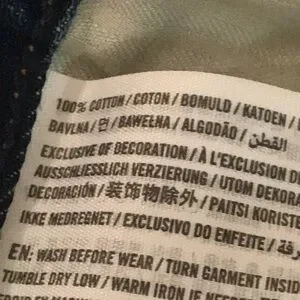 100% COTTON / COTON / BOMULD / KATOEN /
BAVLNA / 면 / BAWEŁNA / ALGODÃO / القطن /
EXCLUSIVE OF DECORATION / À L'EXCLUSION D
AUSSCHLIESSLICH VERZIERUNG / UTOM DEKORA
DECORACIÓN / 装饰物除外 / PAITSI KORISTE
IKKE MEDREGNET / EXCLUSIVO DO ENFEITE /
EN: WASH BEFORE WEAR / TURN GARMENT INSID
TUMBLE DRY LOW / WARM IRON IF NECESSAR